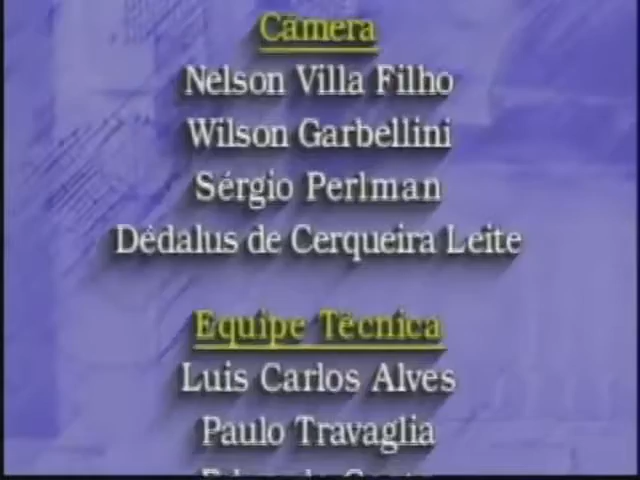 Câmera
Nelson Villa Filho
Wilson Garbellini
Sérgio Perlman
Dédalus de Cerqueira Leite
Equipe Técnica
Luis Carlos Alves
Paulo Travaglia